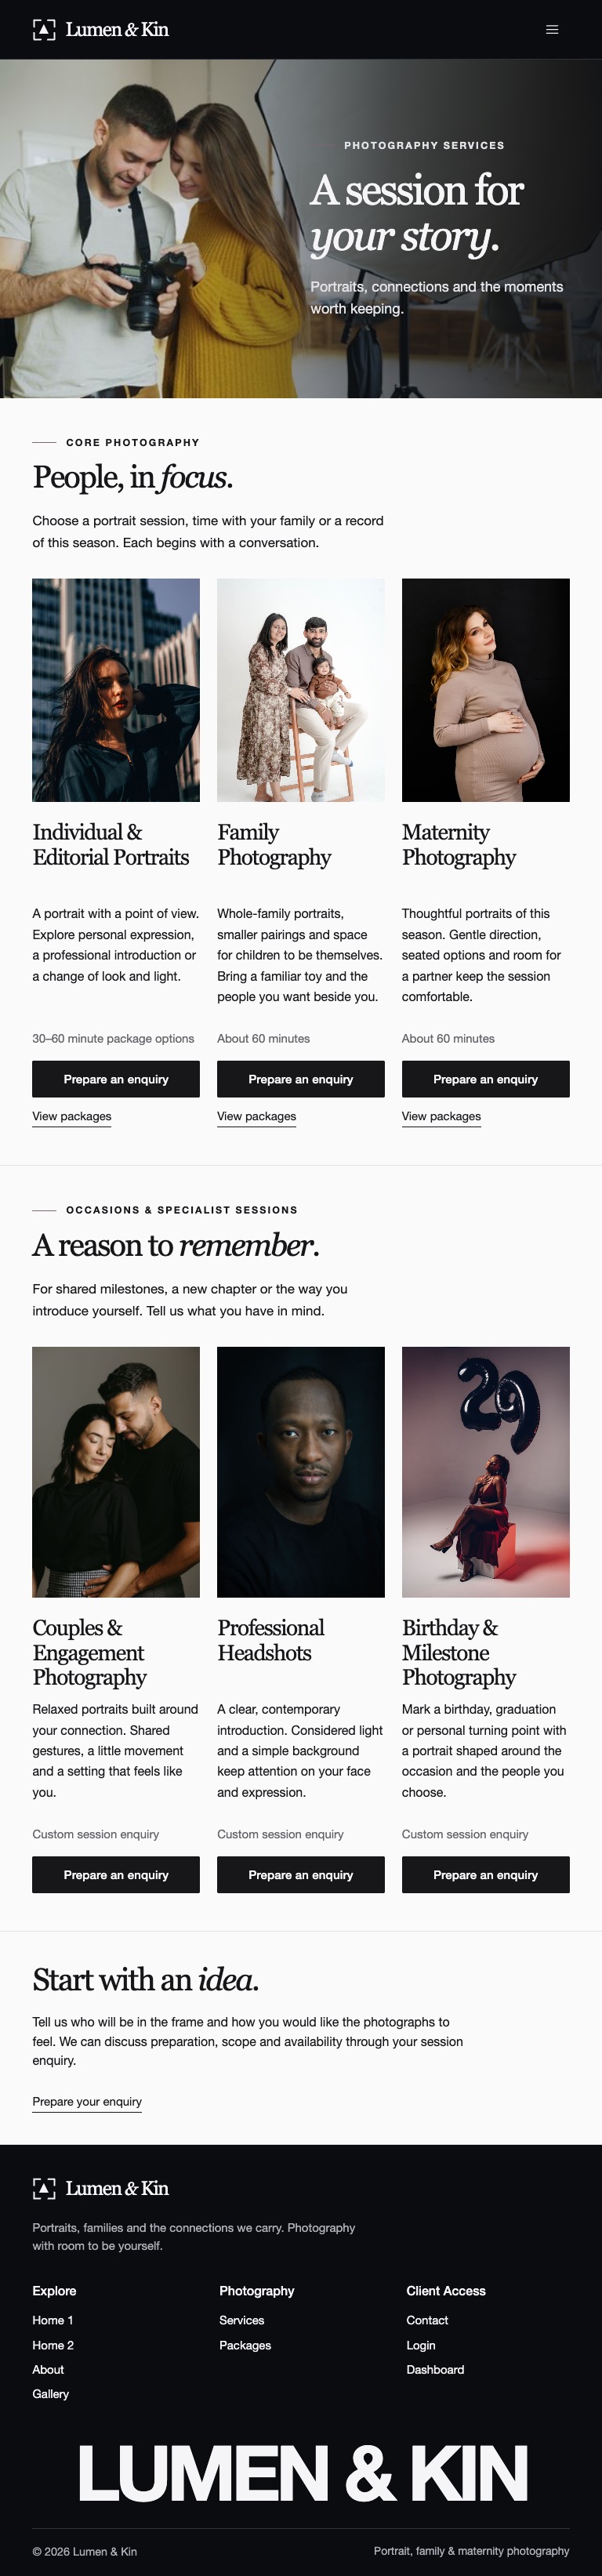 Lumen & Kin
PHOTOGRAPHY SERVICES
A session for
your story.
Portraits, connections and the moments
worth keeping.
CORE PHOTOGRAPHY
People, in focus.
Choose a portrait session, time with your family or a record
of this season. Each begins with a conversation.
Individual &
Editorial Portraits
A portrait with a point of view.
Explore personal expression,
a professional introduction or
a change of look and light.
30–60 minute package options
Prepare an enquiry
View packages
Family
Photography
Whole-family portraits,
smaller pairings and space
for children to be themselves.
Bring a familiar toy and the
people you want beside you.
About 60 minutes
Prepare an enquiry
View packages
Maternity
Photography
Thoughtful portraits of this
season. Gentle direction,
seated options and room for
a partner keep the session
comfortable.
About 60 minutes
Prepare an enquiry
View packages
OCCASIONS & SPECIALIST SESSIONS
A reason to remember.
For shared milestones, a new chapter or the way you
introduce yourself. Tell us what you have in mind.
29
Couples &
Engagement
Photography
Relaxed portraits built around
your connection. Shared
gestures, a little movement
and a setting that feels like
you.
Custom session enquiry
Prepare an enquiry
Professional
Headshots
A clear, contemporary
introduction. Considered light
and a simple background
keep attention on your face
and expression.
Custom session enquiry
Prepare an enquiry
Birthday &
Milestone
Photography
Mark a birthday, graduation
or personal turning point with
a portrait shaped around the
occasion and the people you
choose.
Custom session enquiry
Prepare an enquiry
Start with an idea.
Tell us who will be in the frame and how you would like the photographs to
feel. We can discuss preparation, scope and availability through your session
enquiry.
Prepare your enquiry
Lumen & Kin
Portraits, families and the connections we carry. Photography
with room to be yourself.
Explore
Home 1
Home 2
About
Gallery
Photography
Services
Packages
Client Access
Contact
Login
Dashboard
LUMEN & KIN
© 2026 Lumen & Kin
Portrait, family & maternity photography